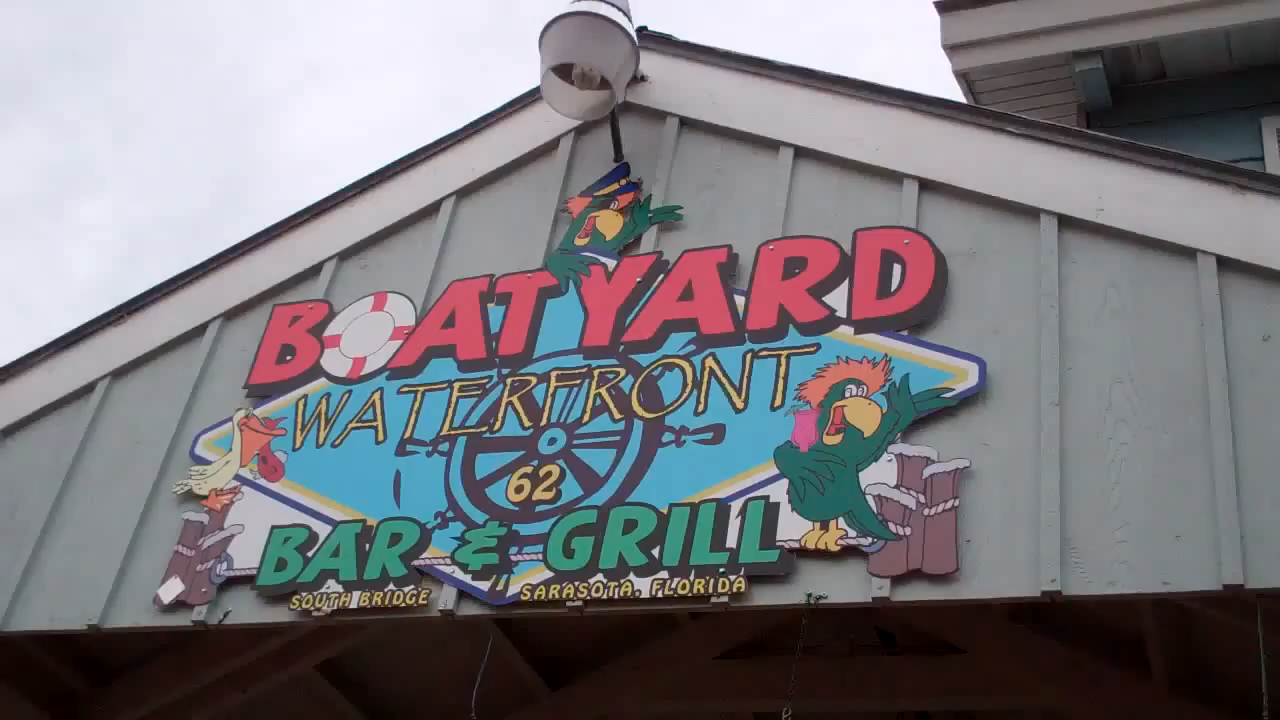 BOATYARD
WATERFRONT
62
BAR & GRILL
SOUTH BRIDGE SARASOTA, FLORIDA